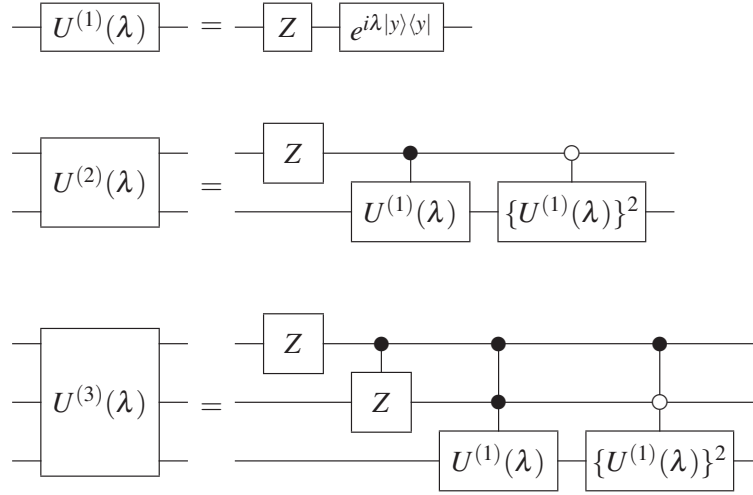 U^{(1)}(λ) = Z e^{iλ|y⟩⟨y|}
Z
U^{(2)}(λ) =
U^{(1)}(λ) {U^{(1)}(λ)}^2
Z
U^{(3)}(λ) = Z
U^{(1)}(λ) {U^{(1)}(λ)}^2